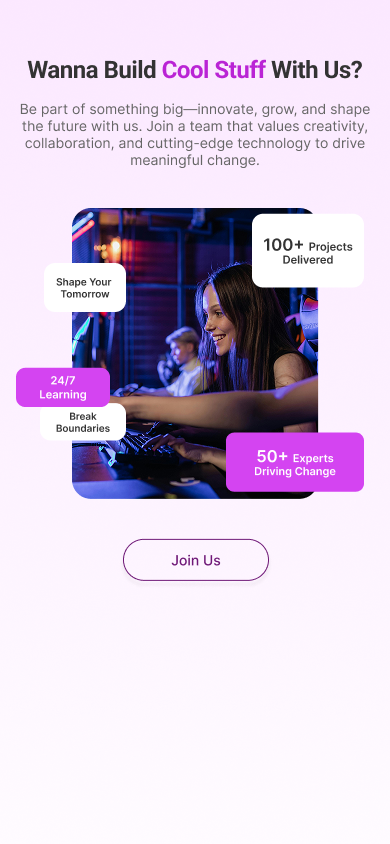 Wanna Build Cool Stuff With Us?
Be part of something big—innovate, grow, and shape
the future with us. Join a team that values creativity,
collaboration, and cutting-edge technology to drive
meaningful change.
100+ Projects
Delivered
Shape Your
Tomorrow
24/7
Learning
Break
Boundaries
50+ Experts
Driving Change
Join Us